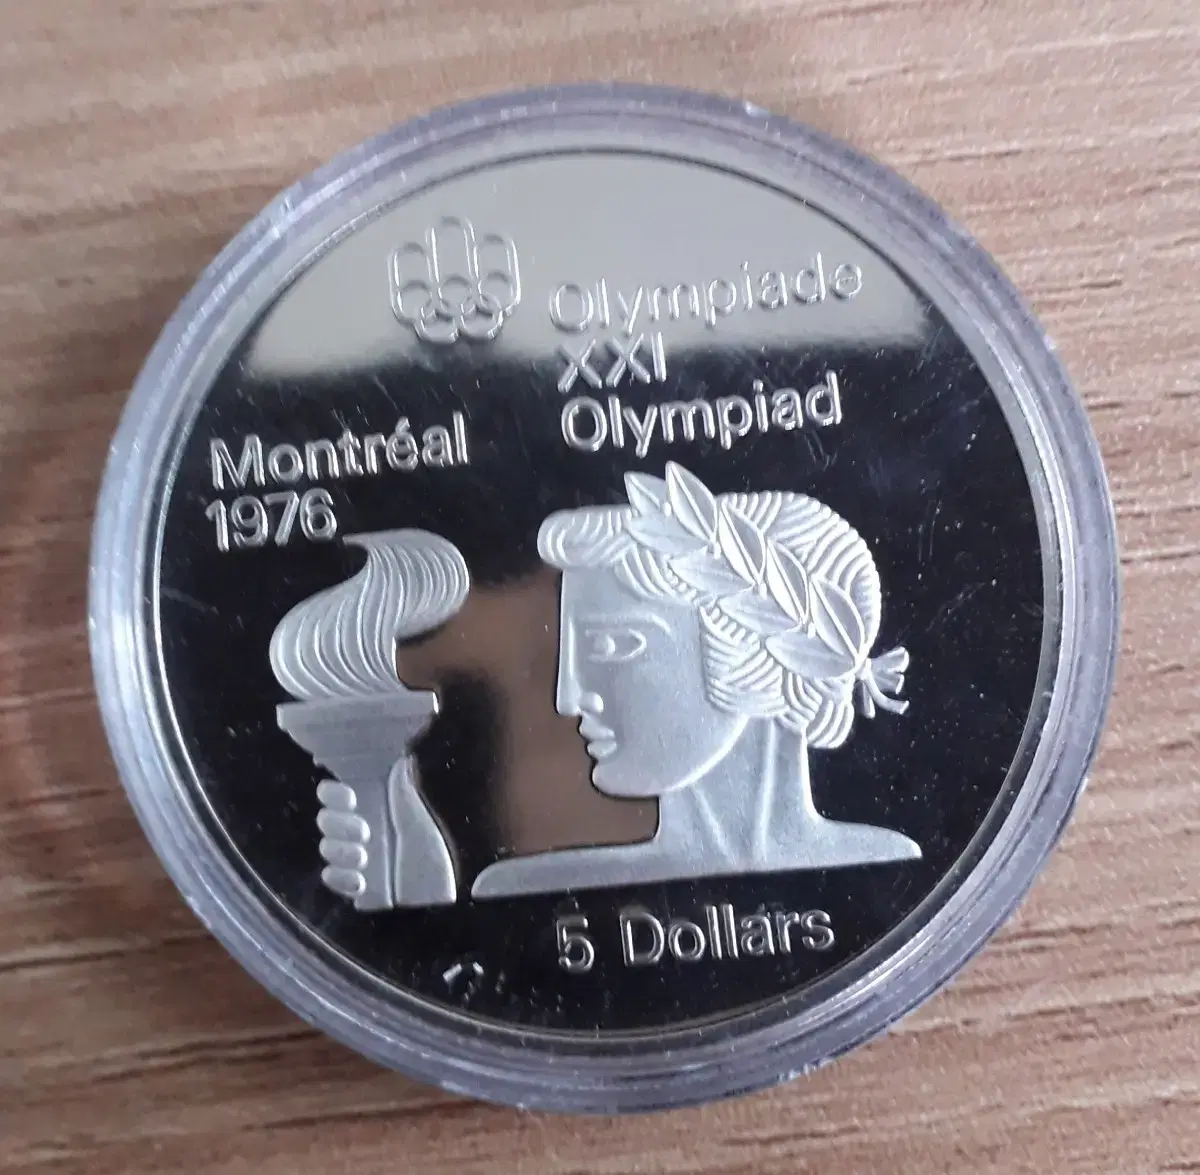 Olympiade
XXI
Olympiad
Montréal
1976
5 Dollars